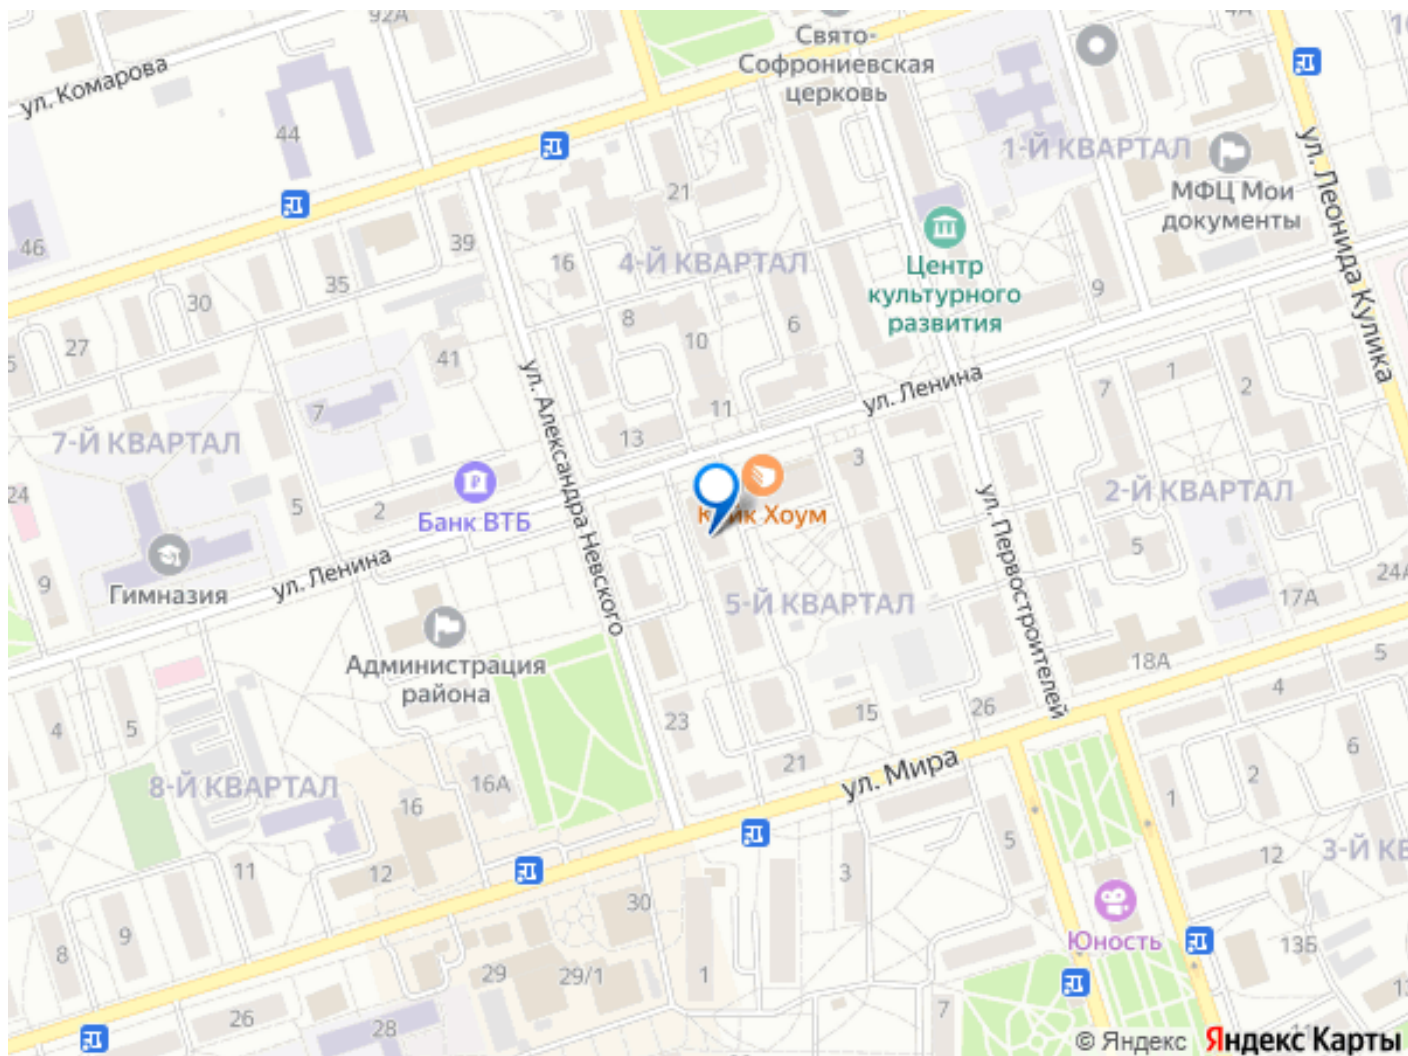 92А
4А
Свято-
Софрониевская
церковь
ул. Комарова
44
1-Й КВАРТАЛ
МФЦ Мои
документы
ул. Леонида Кулика
21
46
39
16
4-Й КВАРТАЛ
Центр
культурного
развития
9
30
35
27
41
8
10
6
ул. Ленина
7
1
2
7
ул. Александра Невского
11
13
7-Й КВАРТАЛ
3
24
5
2
Банк ВТБ
Хоум
ул. Первостроителей
2-Й КВАРТАЛ
5
9
Гимназия
ул. Ленина
5-Й КВАРТАЛ
17А
24А
Администрация
района
18А
5
4
4
5
23
15
26
21
ул. Мира
6
2
1
8-Й КВАРТАЛ
16А
16
5
12
3-Й КВ
11
12
3
30
Юность
13Б
9
8
29
29/1
1
7
26
28
© Яндекс
Яндекс Карты